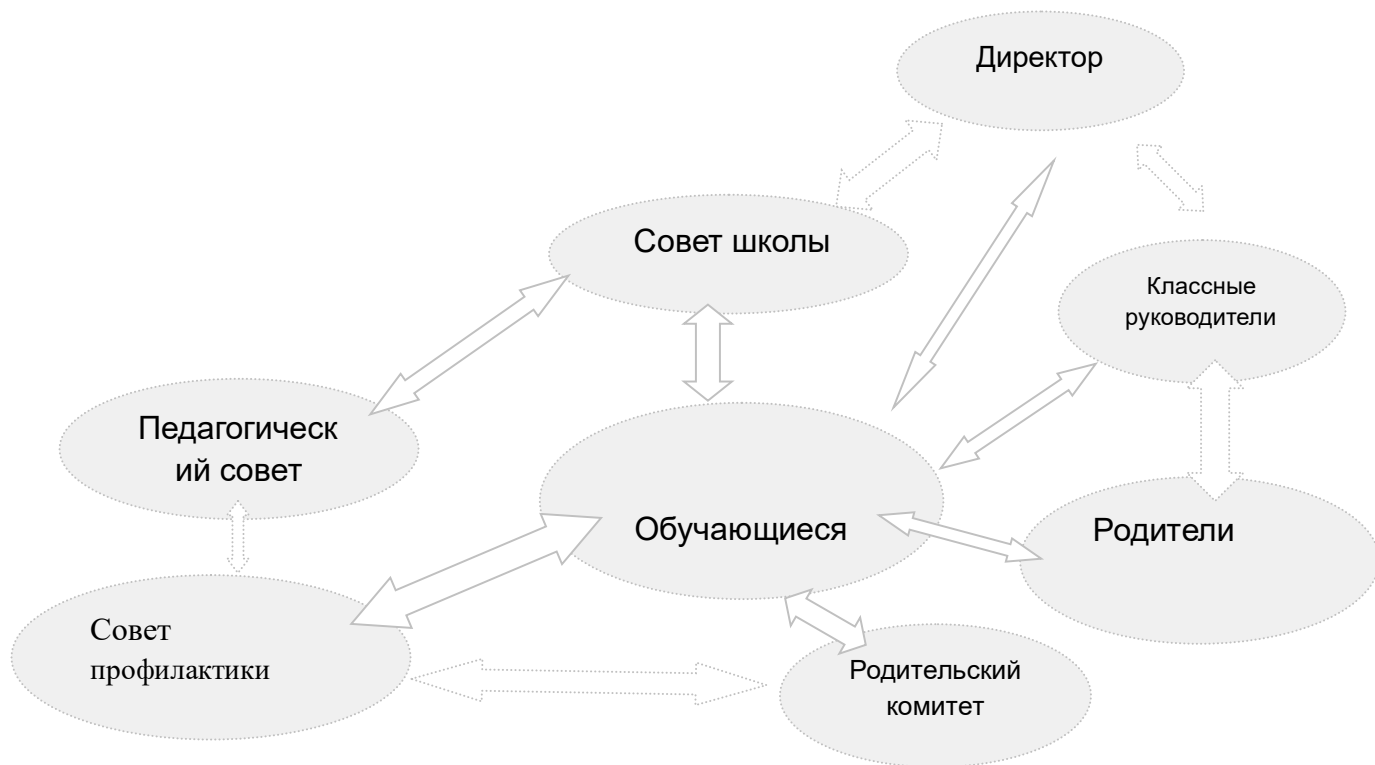 Директор
Совет школы
Классные
руководители
Педагогическ
ий совет
Обучающиеся
Родители
Совет
профилактики
Родительский
комитет